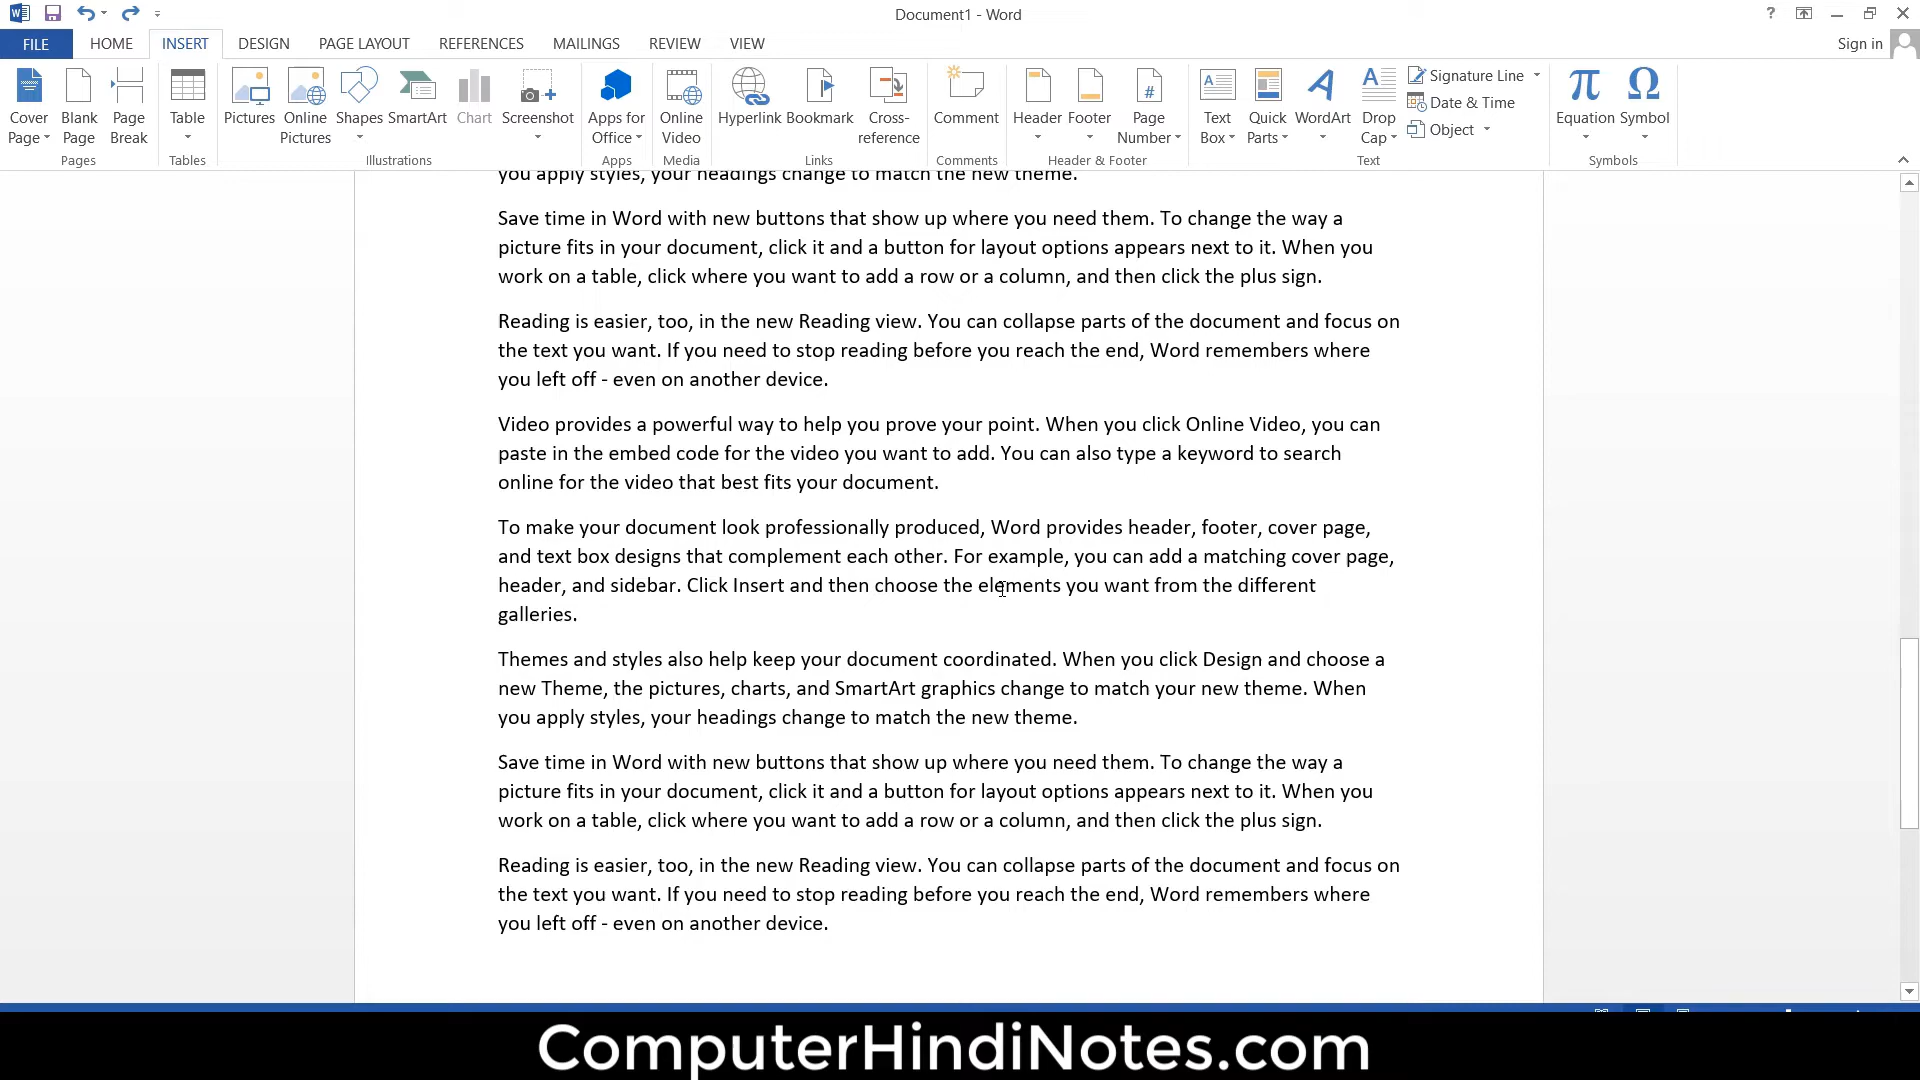 Document1 - Word
FILE HOME INSERT DESIGN PAGE LAYOUT REFERENCES MAILINGS REVIEW VIEW Sign in
Cover Page
Blank Page
Page Break
Pages
Table
Tables
Pictures
Online Pictures
Shapes
SmartArt
Chart
Screenshot
Illustrations
Apps for Office
Apps
Online Video
Media
Hyperlink
Bookmark
Cross-reference
Links
Comment
Comments
Header
Footer
Page Number
Header & Footer
Text Box
Quick Parts
WordArt
Drop Cap
Signature Line
Date & Time
Object
Text
Equation
Symbol
Symbols
you apply styles, your headings change to match the new theme.
Save time in Word with new buttons that show up where you need them. To change the way a
picture fits in your document, click it and a button for layout options appears next to it. When you
work on a table, click where you want to add a row or a column, and then click the plus sign.
Reading is easier, too, in the new Reading view. You can collapse parts of the document and focus on
the text you want. If you need to stop reading before you reach the end, Word remembers where
you left off - even on another device.
Video provides a powerful way to help you prove your point. When you click Online Video, you can
paste in the embed code for the video you want to add. You can also type a keyword to search
online for the video that best fits your document.
To make your document look professionally produced, Word provides header, footer, cover page,
and text box designs that complement each other. For example, you can add a matching cover page,
header, and sidebar. Click Insert and then choose the elements you want from the different
galleries.
Themes and styles also help keep your document coordinated. When you click Design and choose a
new Theme, the pictures, charts, and SmartArt graphics change to match your new theme. When
you apply styles, your headings change to match the new theme.
Save time in Word with new buttons that show up where you need them. To change the way a
picture fits in your document, click it and a button for layout options appears next to it. When you
work on a table, click where you want to add a row or a column, and then click the plus sign.
Reading is easier, too, in the new Reading view. You can collapse parts of the document and focus on
the text you want. If you need to stop reading before you reach the end, Word remembers where
you left off - even on another device.
ComputerHindiNotes.com